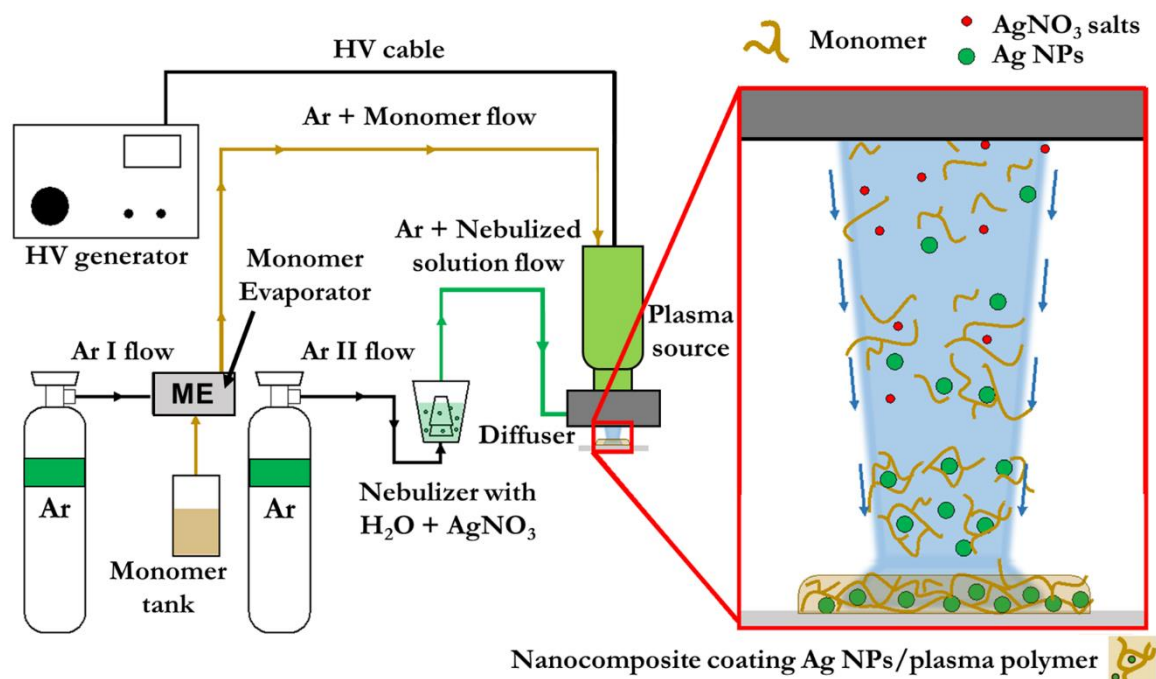 HV cable
Monomer
AgNO₃ salts
Ag NPs
Ar + Monomer flow
HV generator
Ar + Nebulized
solution flow
Monomer
Evaporator
Plasma
source
Ar I flow
Ar II flow
ME
Diffuser
Ar
Ar
Nebulizer with
H₂O + AgNO₃
Monomer
tank
Nanocomposite coating Ag NPs/plasma polymer